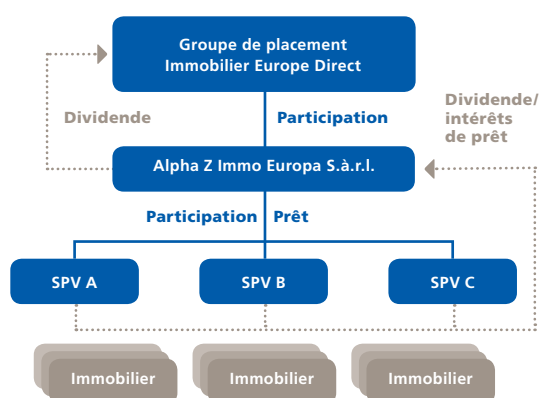 Groupe de placement
Immobilier Europe Direct
Dividende
Participation
Dividende/
intérêts
de prêt
Alpha Z Immo Europa S.à.r.l.
Participation
Prêt
SPV A
SPV B
SPV C
Immobilier
Immobilier
Immobilier